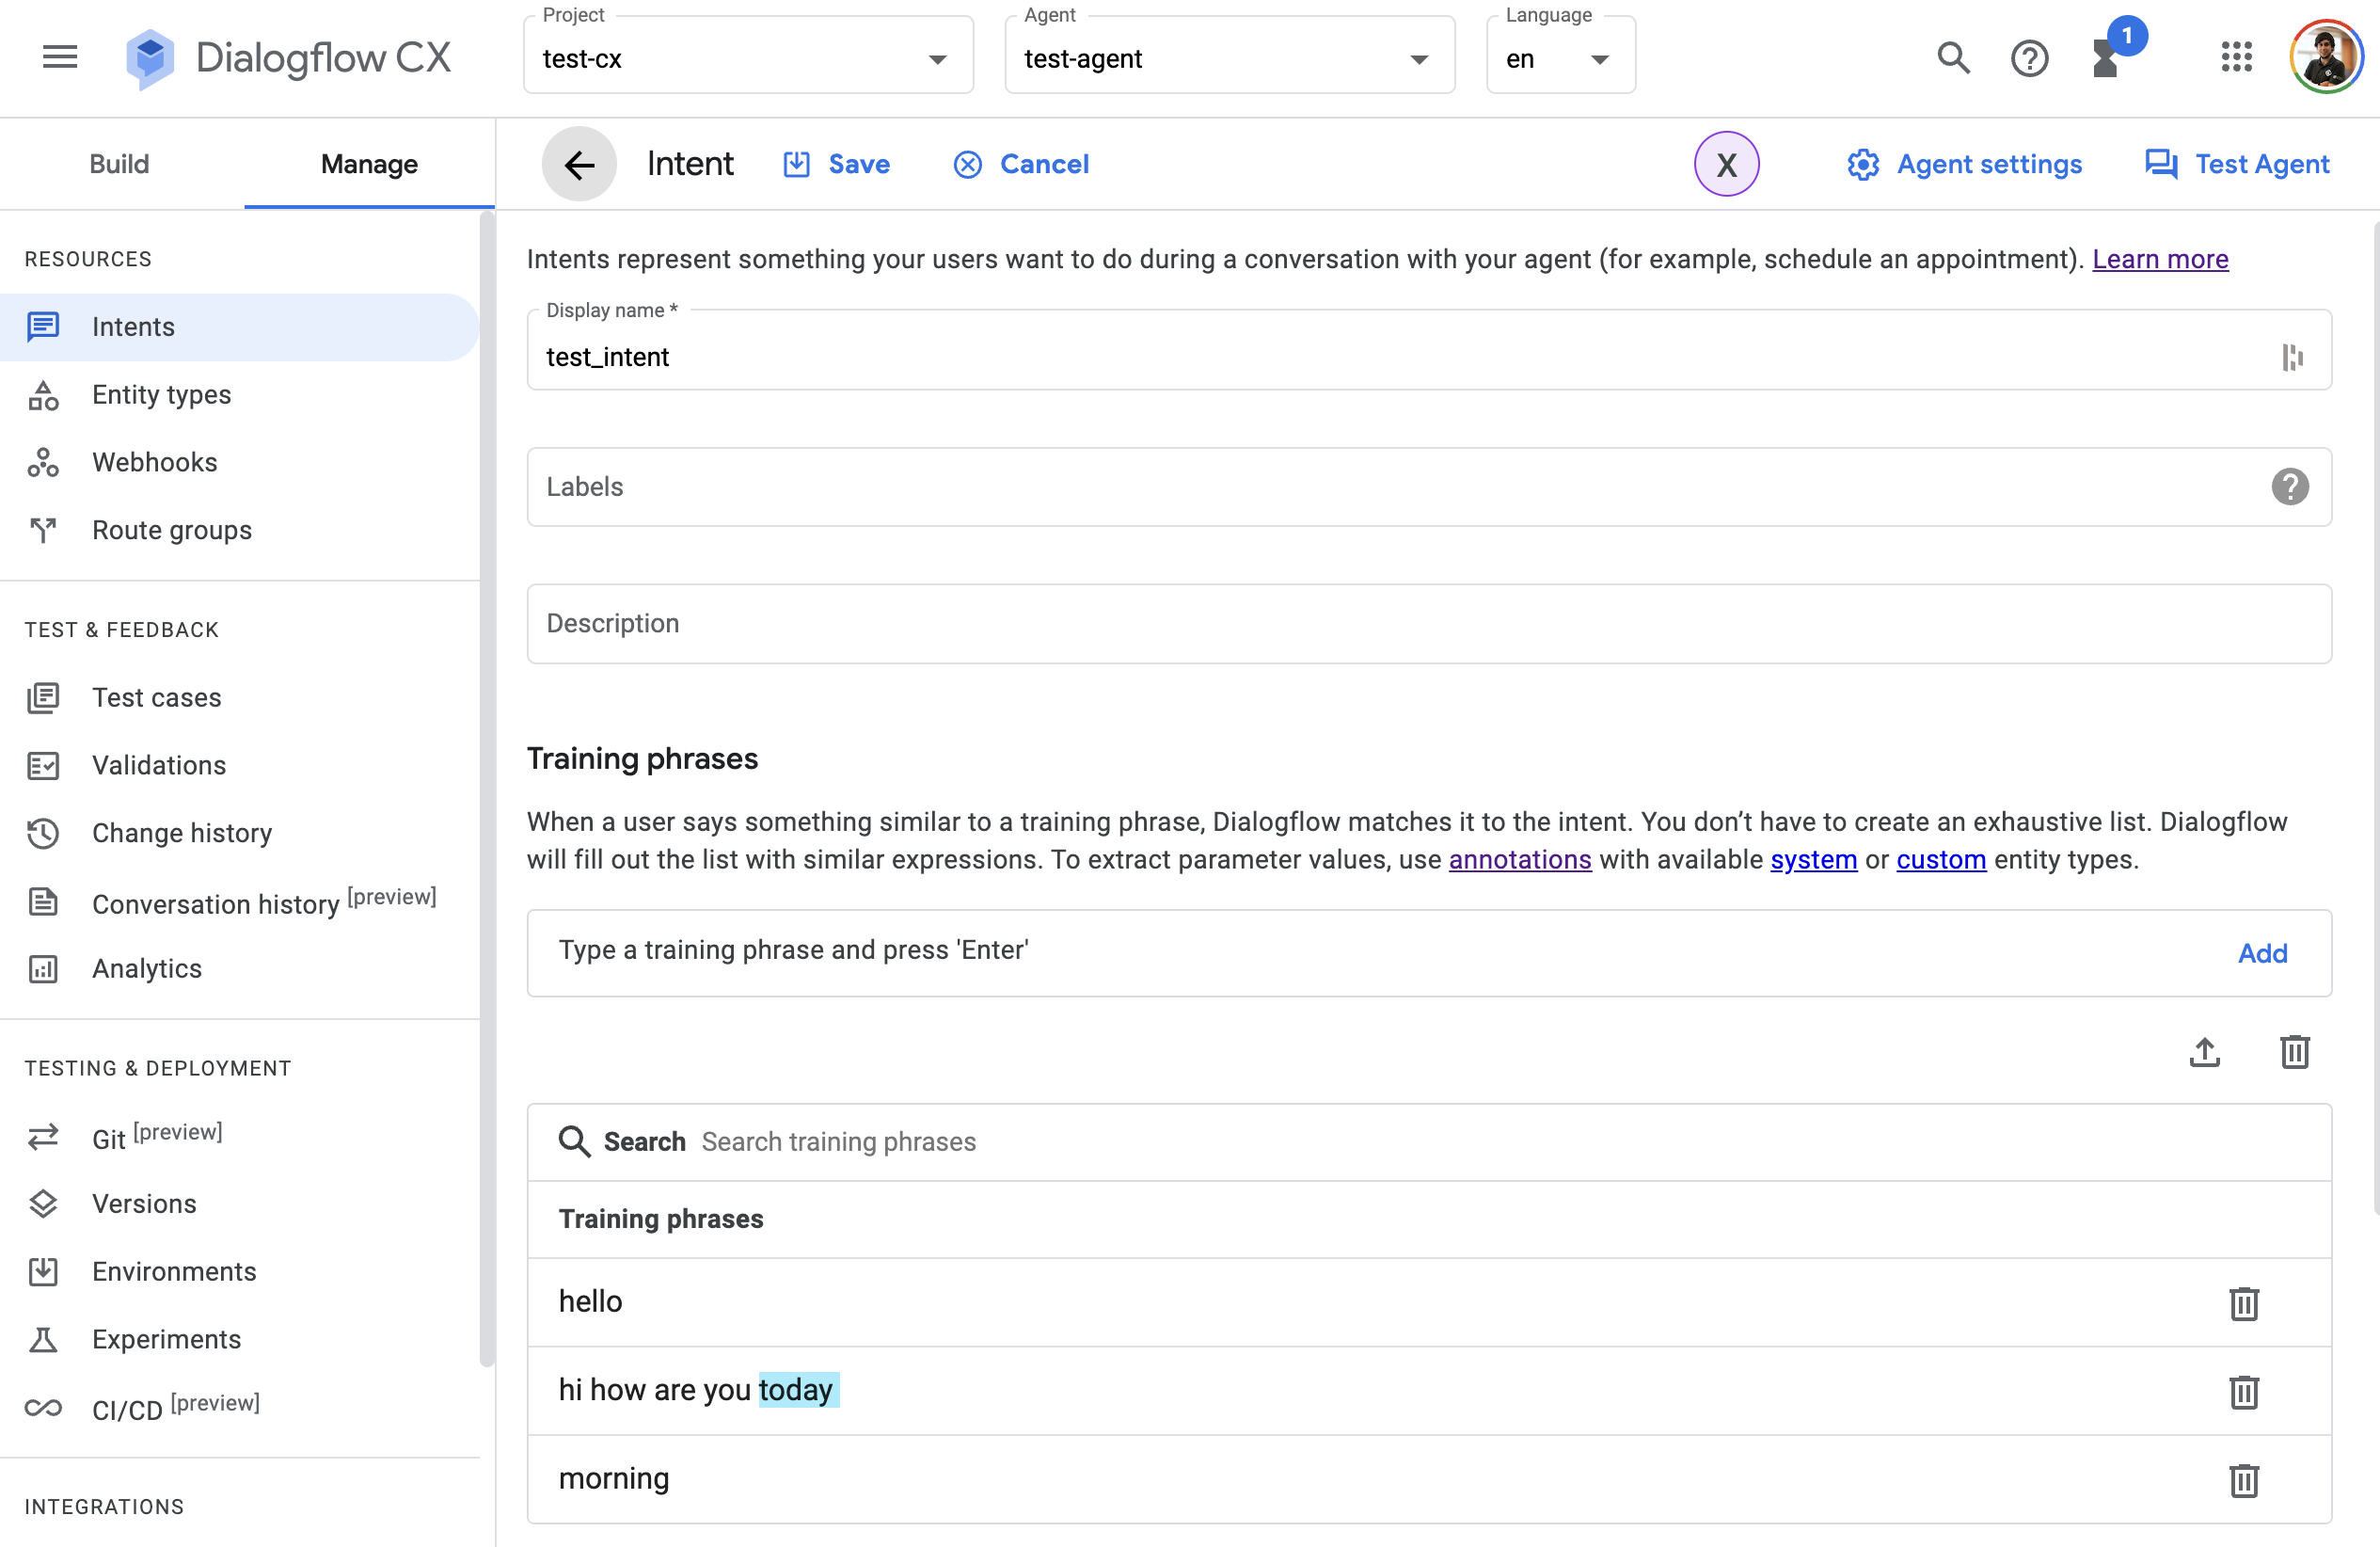 Dialogflow CX
Project
test-cx
Agent
test-agent
Language
en
1
Build
Manage
Intent
Save
Cancel
X
Agent settings
Test Agent
RESOURCES
Intents
Entity types
Webhooks
Route groups
TEST & FEEDBACK
Test cases
Validations
Change history
Conversation history [preview]
Analytics
TESTING & DEPLOYMENT
Git [preview]
Versions
Environments
Experiments
CI/CD [preview]
INTEGRATIONS
Intents represent something your users want to do during a conversation with your agent (for example, schedule an appointment). Learn more
Display name *
test_intent
Labels
Description
Training phrases
When a user says something similar to a training phrase, Dialogflow matches it to the intent. You don’t have to create an exhaustive list. Dialogflow
will fill out the list with similar expressions. To extract parameter values, use annotations with available system or custom entity types.
Type a training phrase and press 'Enter'
Add
Search Search training phrases
Training phrases
hello
hi how are you today
morning